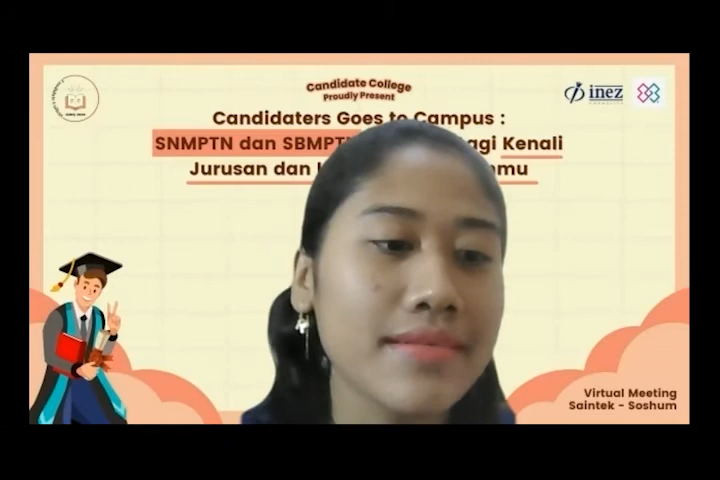 Candidate College
Proudly Present
inez
Candidaters Goes to Campus :
SNMPTN dan SBMPT agi Kenali
Jurusan dan mu
Virtual Meeting
Saintek - Soshum